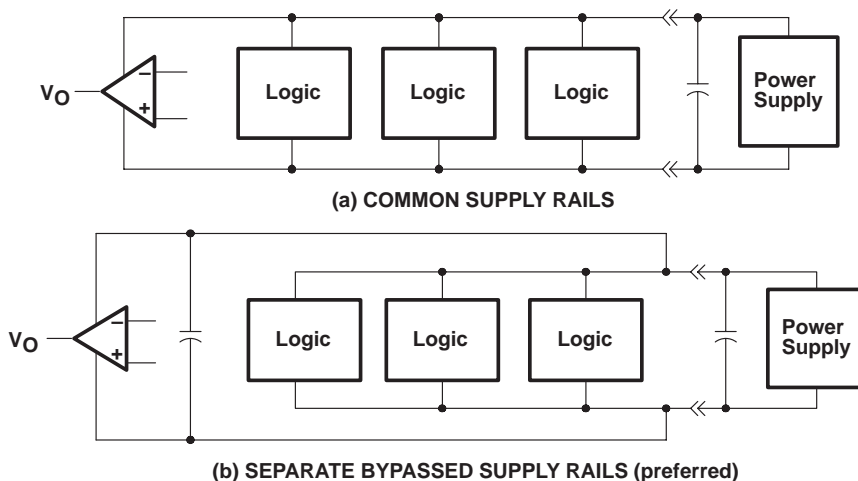 VO
−
+
Logic
Logic
Logic
Power
Supply
(a) COMMON SUPPLY RAILS
VO
−
+
Logic
Logic
Logic
Power
Supply
(b) SEPARATE BYPASSED SUPPLY RAILS (preferred)